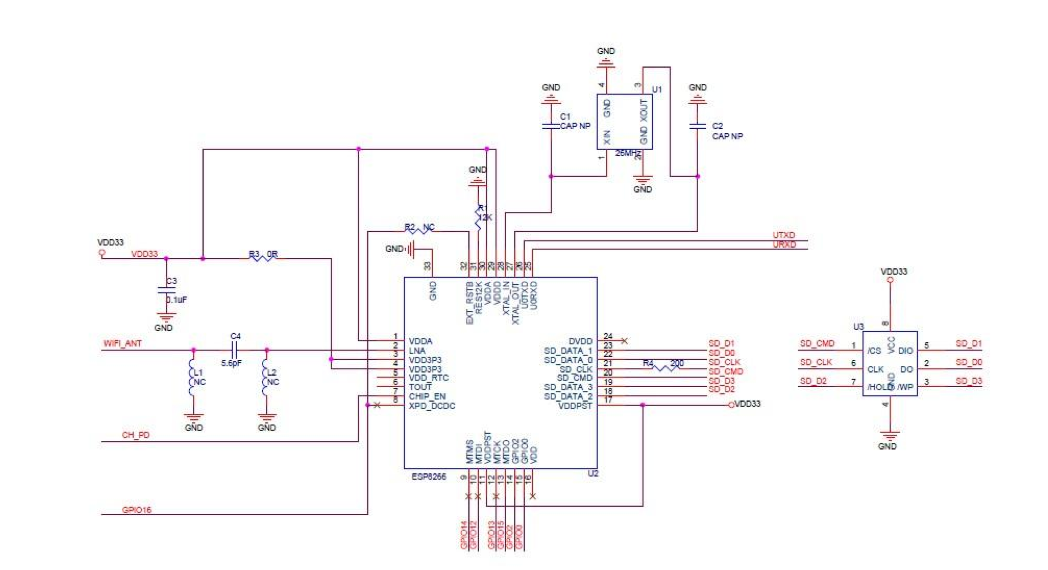 GND
GND
GND
4
3
U1
C1
CAP NP
GND XOUT
XIN GND
C2
CAP NP
25MHz
1
2
GND
GND
R1
12K
R2 NC
GND
UTXD
URXD
VDD33
VDD33
R3 0R
C3
0.1uF
GND
33
32
31
30
29
28
27
26
25
GND
EXT_RSTB
RES12K
VDDA
VDDD
XTAL_IN
XTAL_OUT
U0TXD
U0RXD
VDD33
8
U3
WIFI_ANT
C4
5.6pF
L1
NC
L2
NC
GND
GND
1 VDDA
2 LNA
3 VDD3P3
4 VDD3P3
5 VDD_RTC
6 TOUT
7 CHIP_EN
8 XPD_DCDC
DVDD 24
SD_DATA_1 23 SD_D1
SD_DATA_0 22 SD_D0
SD_CLK 21 R4 200 SD_CLK
SD_CMD 20 SD_CMD
SD_DATA_3 19 SD_D3
SD_DATA_2 18 SD_D2
VDDPST 17 VDD33
SD_CMD 1 /CS VCC DIO 5 SD_D1
SD_CLK 6 CLK DO 2 SD_D0
SD_D2 7 /HOLD GND /WP 3 SD_D3
4
GND
CH_PD
MTMS
MTDI
VDDPST
MTCK
MTDO
GPIO2
GPIO0
VDD
ESP8266
U2
9
10
11
12
13
14
15
16
GPIO16
GPIO14
GPIO12
GPIO13
GPIO15
GPIO2
GPIO0